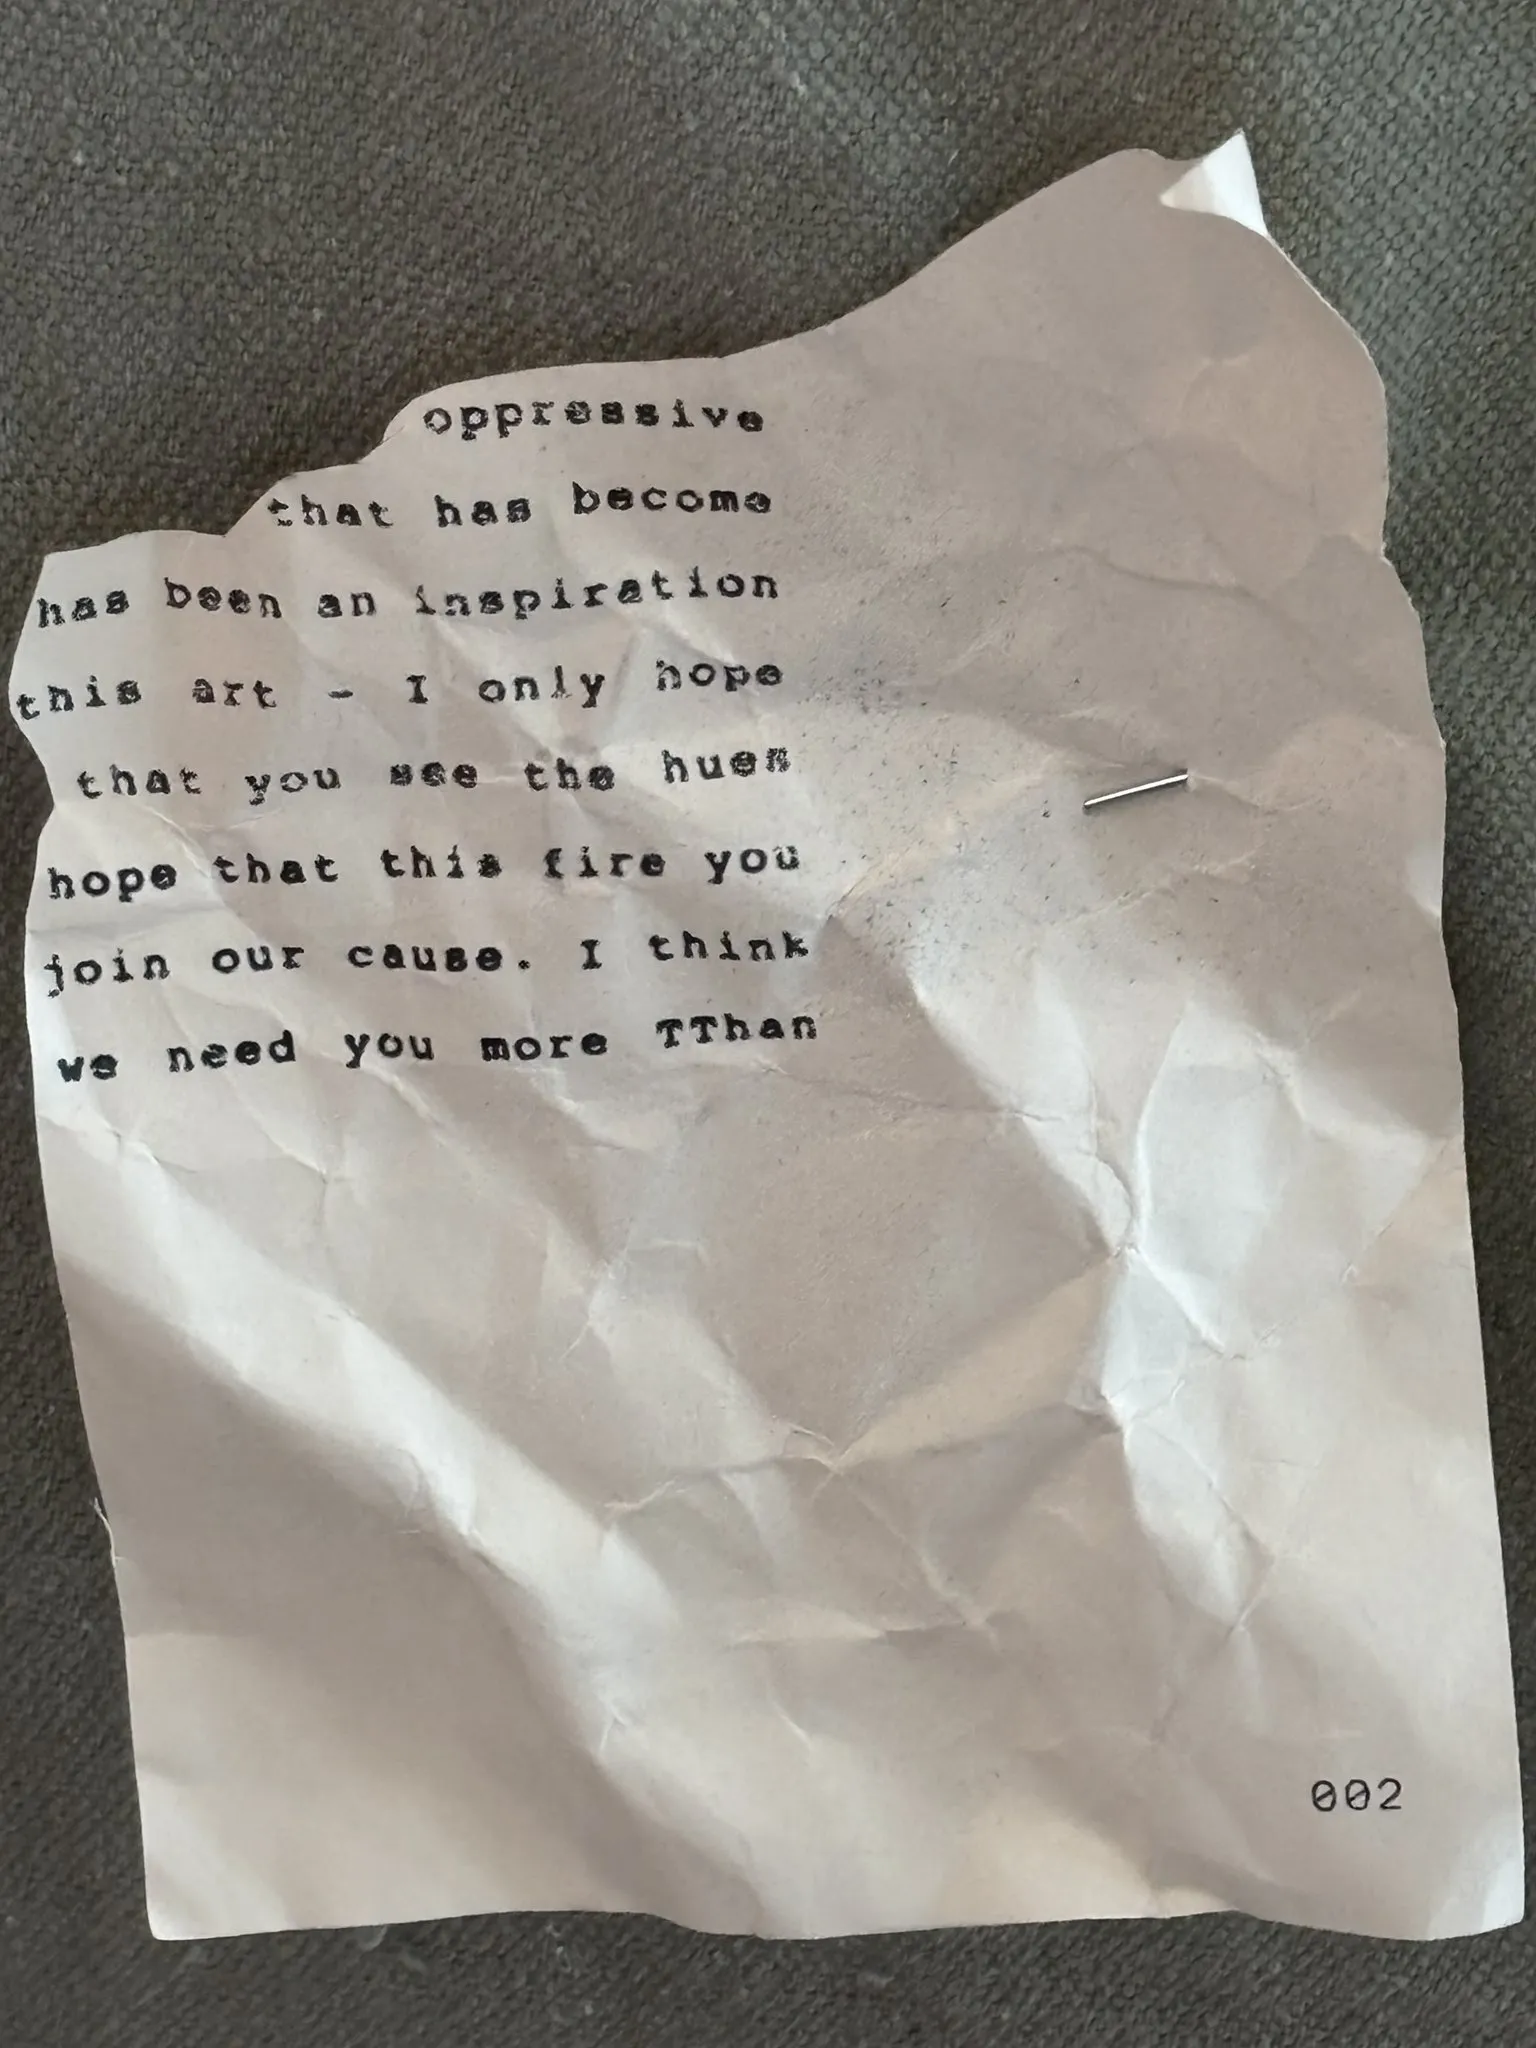 oppressive
that has become
has been an inspiration
this art - I only hope
that you see the hues
hope that this fire you
join our cause. I think
we need you more TThan
002